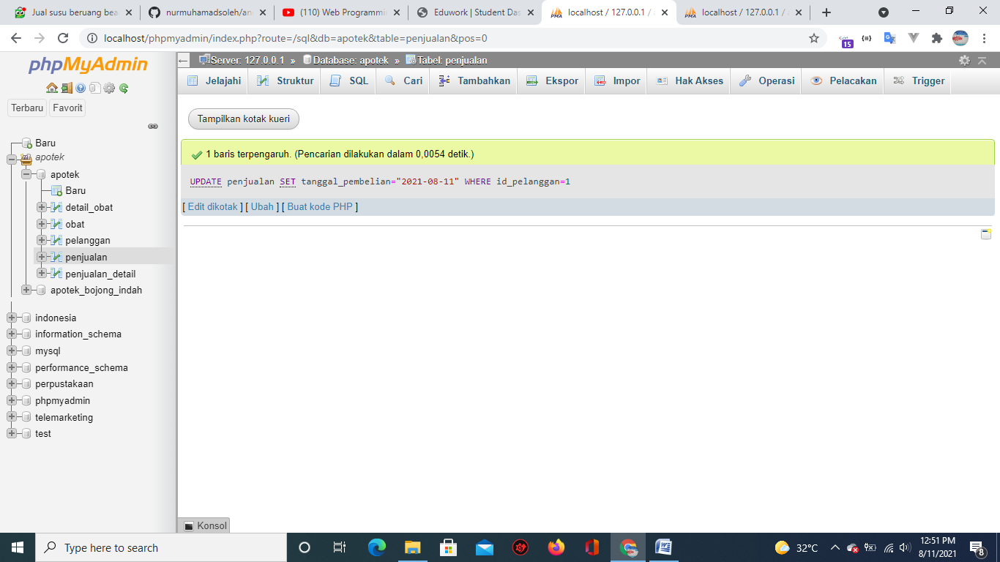 Jual susu beruang bea
nurmuhamadsoleh/an
(110) Web Programmi
Eduwork | Student Das
localhost / 127.0.0.1 /
localhost / 127.0.0.1 /
localhost/phpmyadmin/index.php?route=/sql&db=apotek&table=penjualan&pos=0
15
phpMyAdmin
Terbaru
Favorit
Baru
apotek
apotek
Baru
detail_obat
obat
pelanggan
penjualan
penjualan_detail
apotek_bojong_indah
indonesia
information_schema
mysql
performance_schema
perpustakaan
phpmyadmin
telemarketing
test
Server: 127.0.0.1 » Database: apotek » Tabel: penjualan
Jelajahi Struktur SQL Cari Tambahkan Ekspor Impor Hak Akses Operasi Pelacakan Trigger
Tampilkan kotak kueri
1 baris terpengaruh. (Pencarian dilakukan dalam 0,0054 detik.)
UPDATE penjualan SET tanggal_pembelian="2021-08-11" WHERE id_pelanggan=1
[ Edit dikotak ] [ Ubah ] [ Buat kode PHP ]
Konsol
Type here to search
32°C
12:51 PM
8/11/2021
8